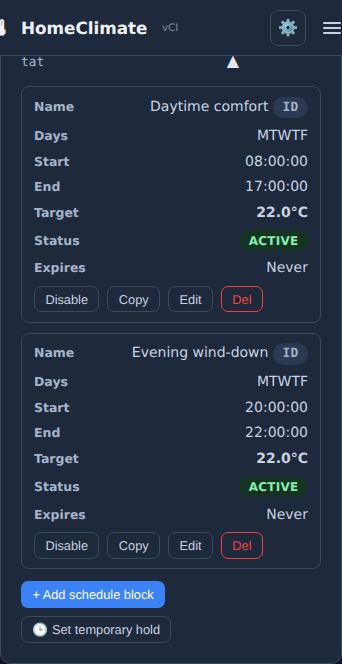 HomeClimate vCI
tat ▲
Name Daytime comfort ID
Days MTWTF
Start 08:00:00
End 17:00:00
Target 22.0°C
Status ACTIVE
Expires Never
Disable Copy Edit Del
Name Evening wind-down ID
Days MTWTF
Start 20:00:00
End 22:00:00
Target 22.0°C
Status ACTIVE
Expires Never
Disable Copy Edit Del
+ Add schedule block
🕒 Set temporary hold